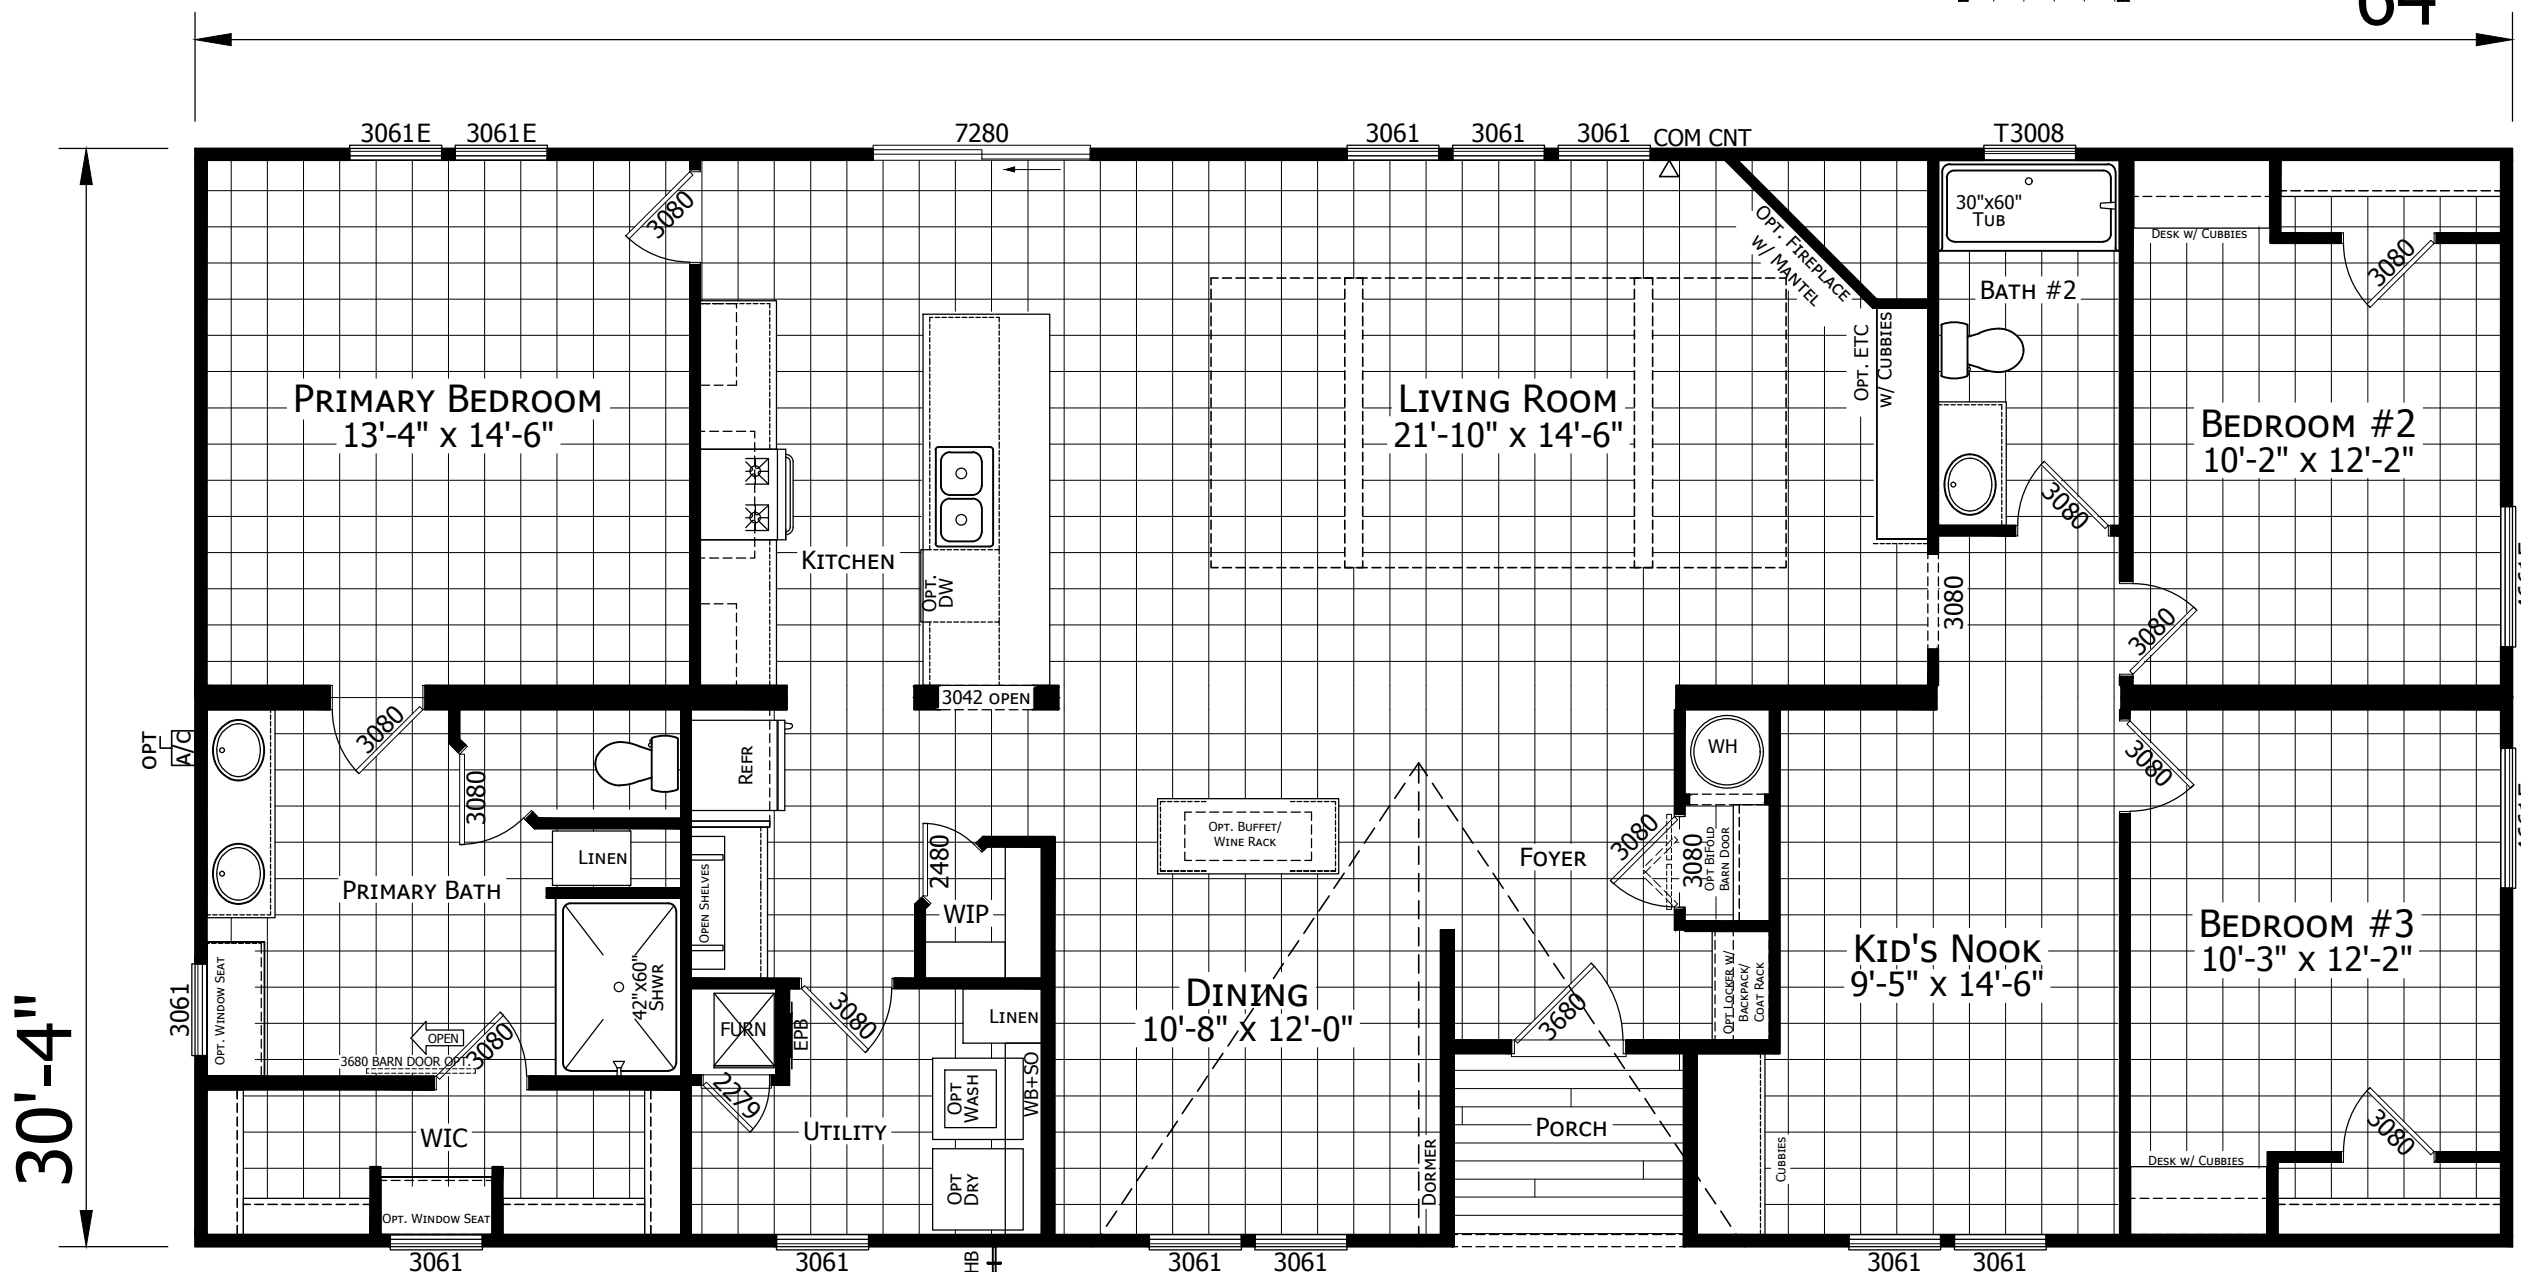 64
3061E 3061E 7280 3061 3061 3061 COM CNT T3008
3080
30"x60"
TUB
DESK W/ CUBBIES
3080
OPT. FIREPLACE
W/ MANTEL
BATH #2
OPT. ETC
W/ CUBBIES
PRIMARY BEDROOM
13'-4" x 14'-6"
LIVING ROOM
21'-10" x 14'-6"
BEDROOM #2
10'-2" x 12'-2"
3080
KITCHEN
OPT.
DW
3080
3080
3042 OPEN
OPT
A/C
3080
3080
REFR
WH
3080
OPT. BUFFET/
WINE RACK
FOYER
3080
3080
OPT BIFOLD
BARN DOOR
LINEN
PRIMARY BATH
OPEN SHELVES
2480
WIP
KID'S NOOK
9'-5" x 14'-6"
BEDROOM #3
10'-3" x 12'-2"
3061
OPT. WINDOW SEAT
42"x60"
SHWR
DINING
10'-8" x 12'-0"
OPT LOCKER W/
BACKPACK/
COAT RACK
OPEN
3680 BARN DOOR OPT
3080
FURN
EPB
3080
LINEN
3680
30'-4"
2279
OPT
WASH
WB+SO
WIC
UTILITY
PORCH
DORMER
CUBBIES
3080
DESK W/ CUBBIES
OPT
DRY
OPT. WINDOW SEAT
3061 3061 HB 3061 3061 3061 3061